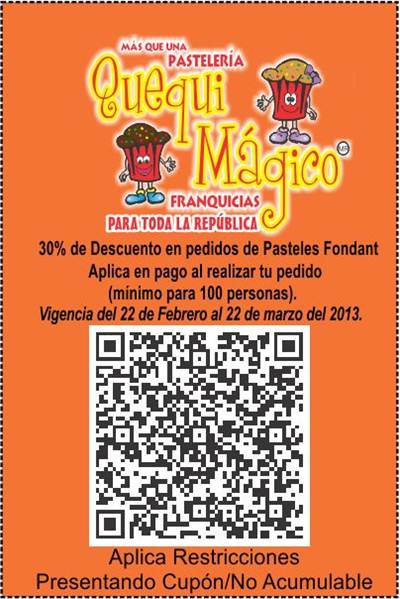 MÁS QUE UNA
PASTELERÍA
Quequi
Mágico
MR
FRANQUICIAS
PARA TODA LA REPÚBLICA
30% de Descuento en pedidos de Pasteles Fondant
Aplica en pago al realizar tu pedido
(mínimo para 100 personas).
Vigencia del 22 de Febrero al 22 de marzo del 2013.
Aplica Restricciones
Presentando Cupón/No Acumulable